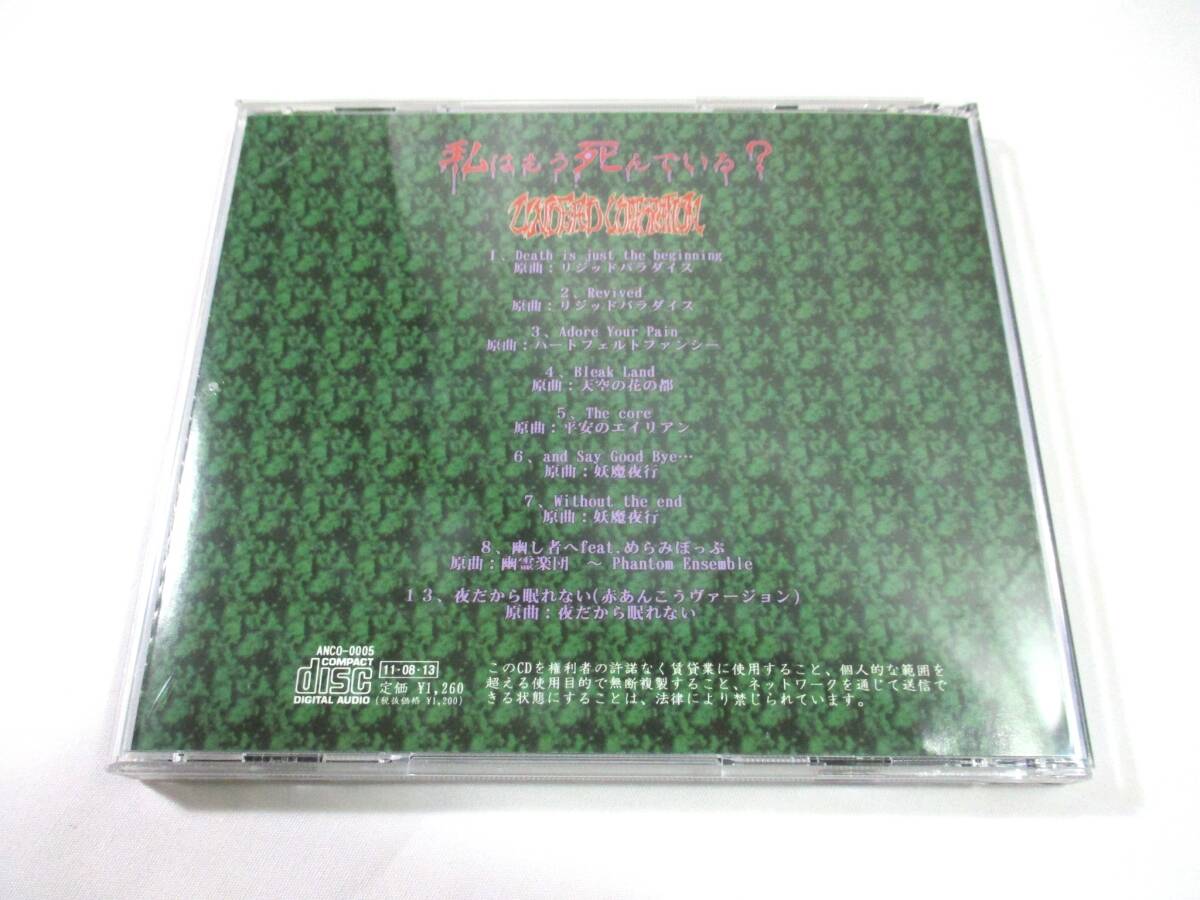 私はもう死んでいる?
UNDEAD CORPORATION
1、Death is just the beginning
原曲：リジッドパラダイス
2、Revived
原曲：リジッドパラダイス
3、Adore Your Pain
原曲：ハートフェルトファンシー
4、Bleak Land
原曲：天空の花の都
5、The core
原曲：平安のエイリアン
6、and Say Good Bye…
原曲：妖魔夜行
7、Without the end
原曲：妖魔夜行
8、幽し者へfeat.めらみぽっぷ
原曲：幽霊楽団　～ Phantom Ensemble
13、夜だから眠れない(赤あんこうヴァージョン)
原曲：夜だから眠れない
ANCO-0005
COMPACT
disc
DIGITAL AUDIO
11-08-13
定価 ¥1,260
(税抜価格 ¥1,200)
このCDを権利者の許諾なく賃貸業に使用すること、個人的な範囲を
超える使用目的で無断複製すること、ネットワークを通じて送信で
きる状態にすることは、法律により禁じられています。